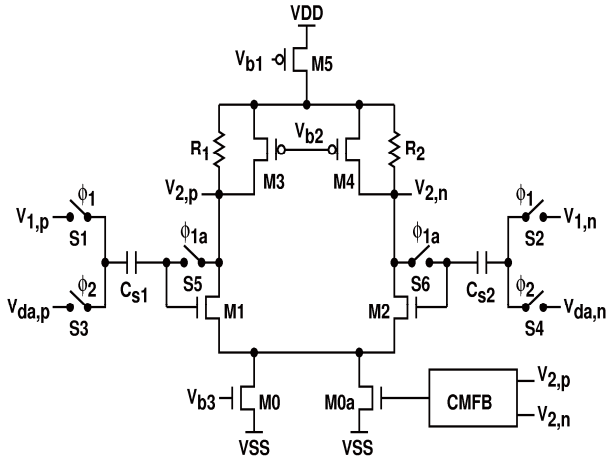 VDD
Vb1
M5
R1
Vb2
R2
M3
M4
V2,p
V2,n
ϕ1
ϕ1
V1,p
S1
ϕ1a
ϕ1a
S2
V1,n
Cs1
S5
S6
Cs2
ϕ2
ϕ2
Vda,p
S3
M1
M2
S4
Vda,n
Vb3
M0
M0a
CMFB
V2,p
V2,n
VSS
VSS